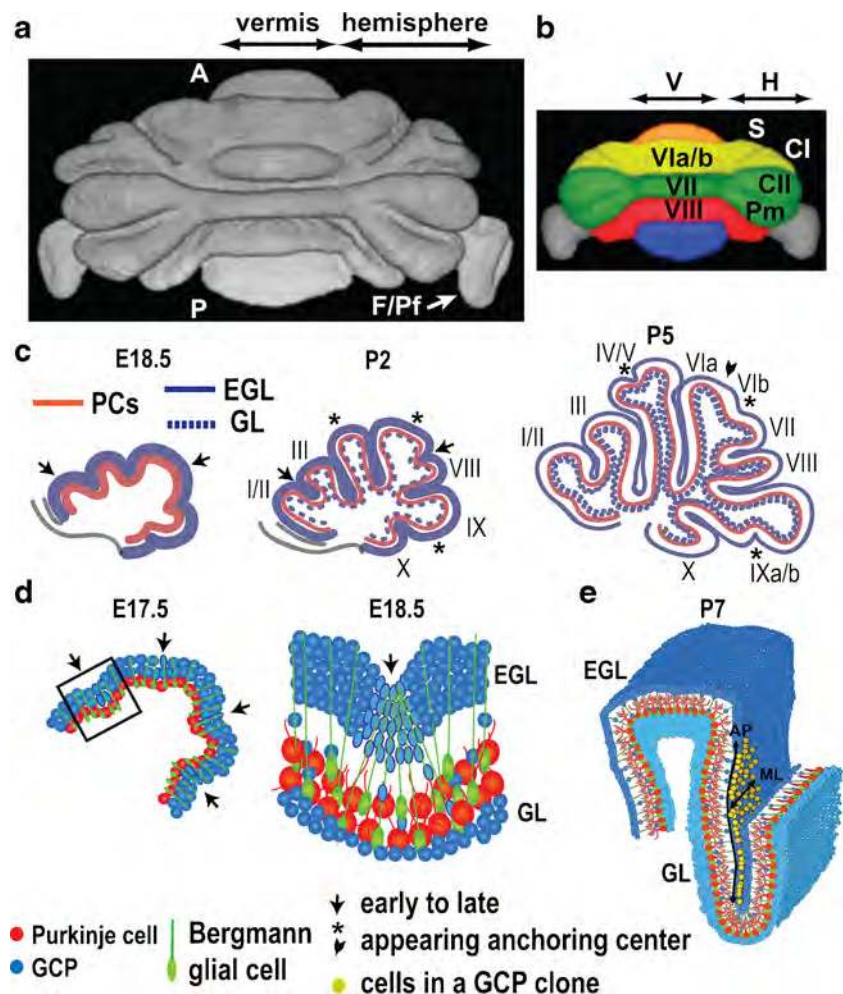 a
vermis hemisphere
A
P
F/Pf
b
V H
S
CI
VIa/b
CII
VII
VIII
Pm
c
E18.5
PCs
EGL
GL
P2
* *
III
I/II
VIII
IX
*
X
P5
IV/V
*
VIa
VIb
*
III
I/II
VII
VIII
*
X
IXa/b
d
E17.5
E18.5
EGL
GL
e
P7
EGL
AP
ML
GL
Purkinje cell
GCP
Bergmann
glial cell
early to late
*
appearing anchoring center
cells in a GCP clone